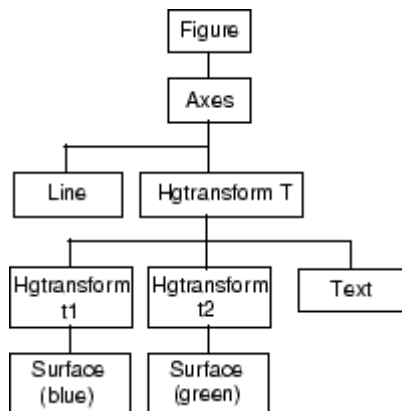 Figure
Axes
Line
Hgtransform T
Hgtransform
t1
Hgtransform
t2
Text
Surface
(blue)
Surface
(green)